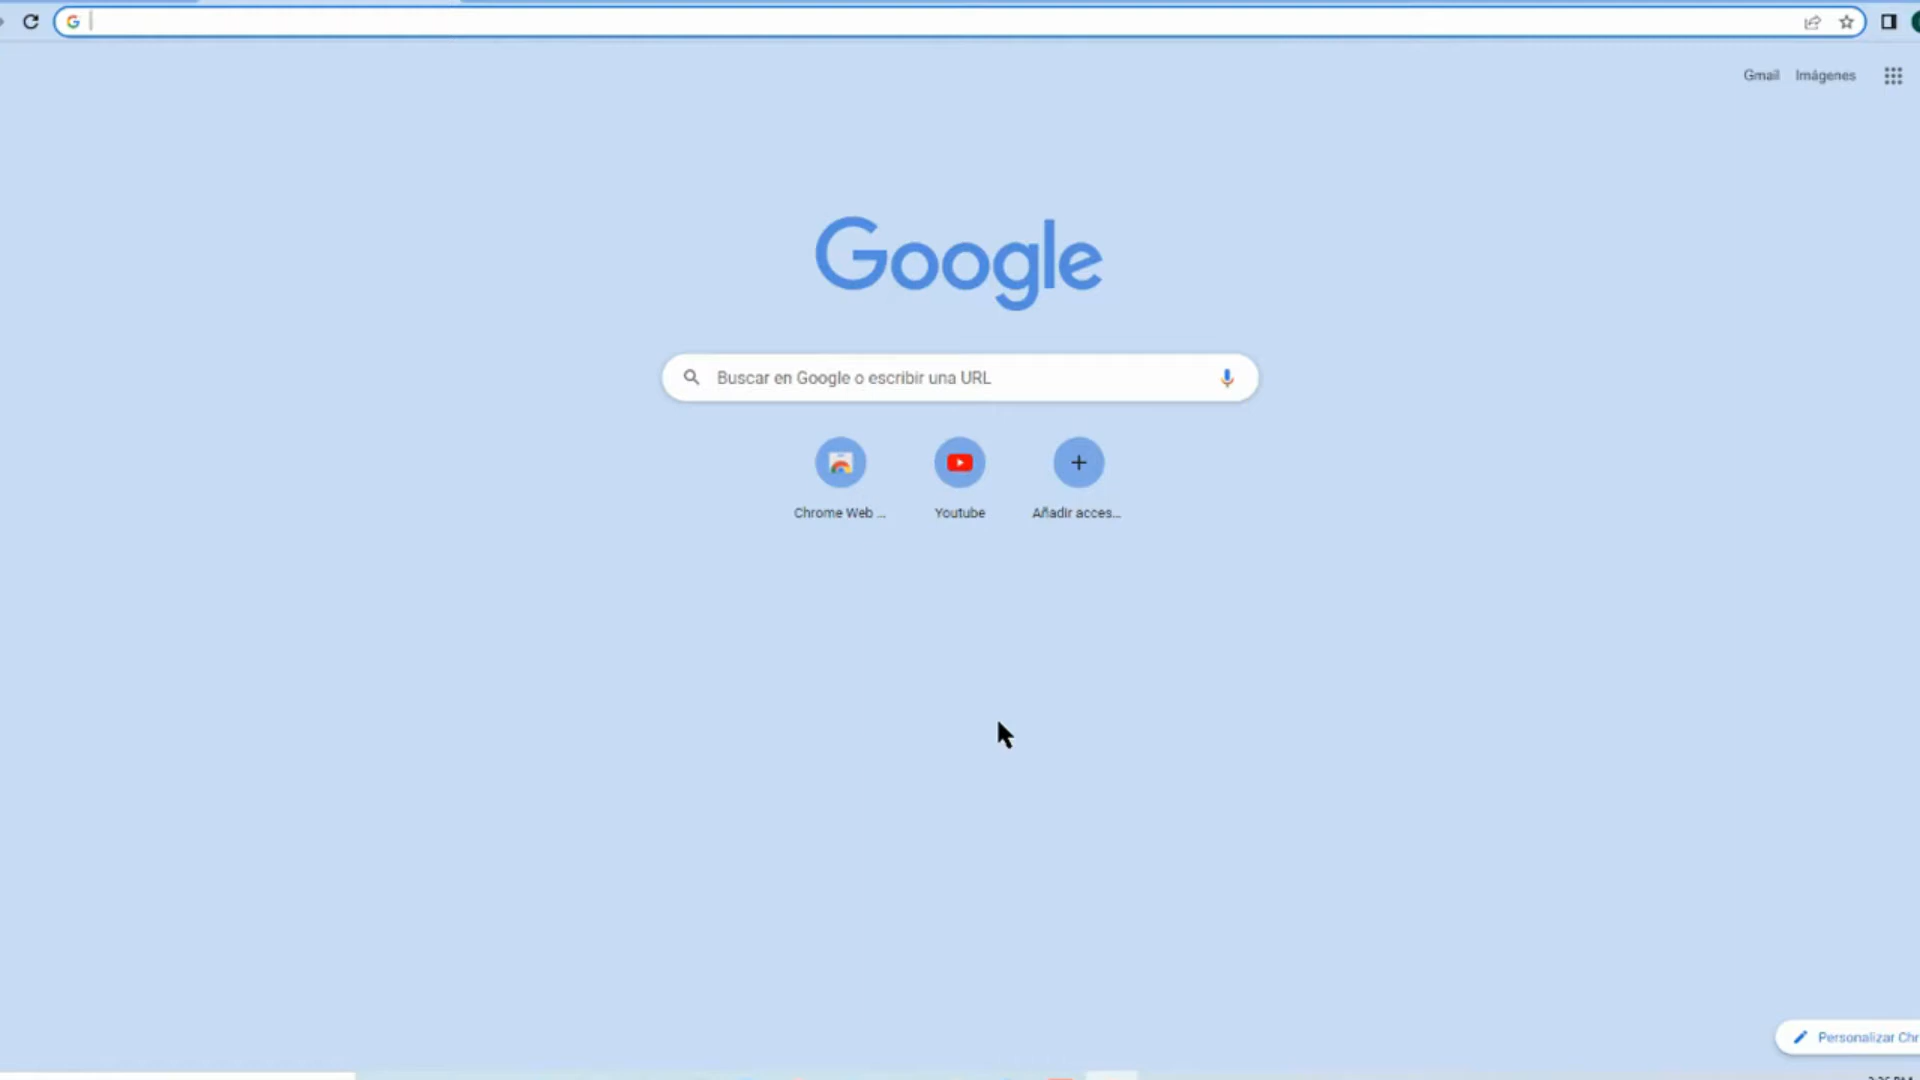 Gmail Imágenes
Google
Buscar en Google o escribir una URL
Chrome Web ... Youtube Añadir acces...
Personalizar Chr